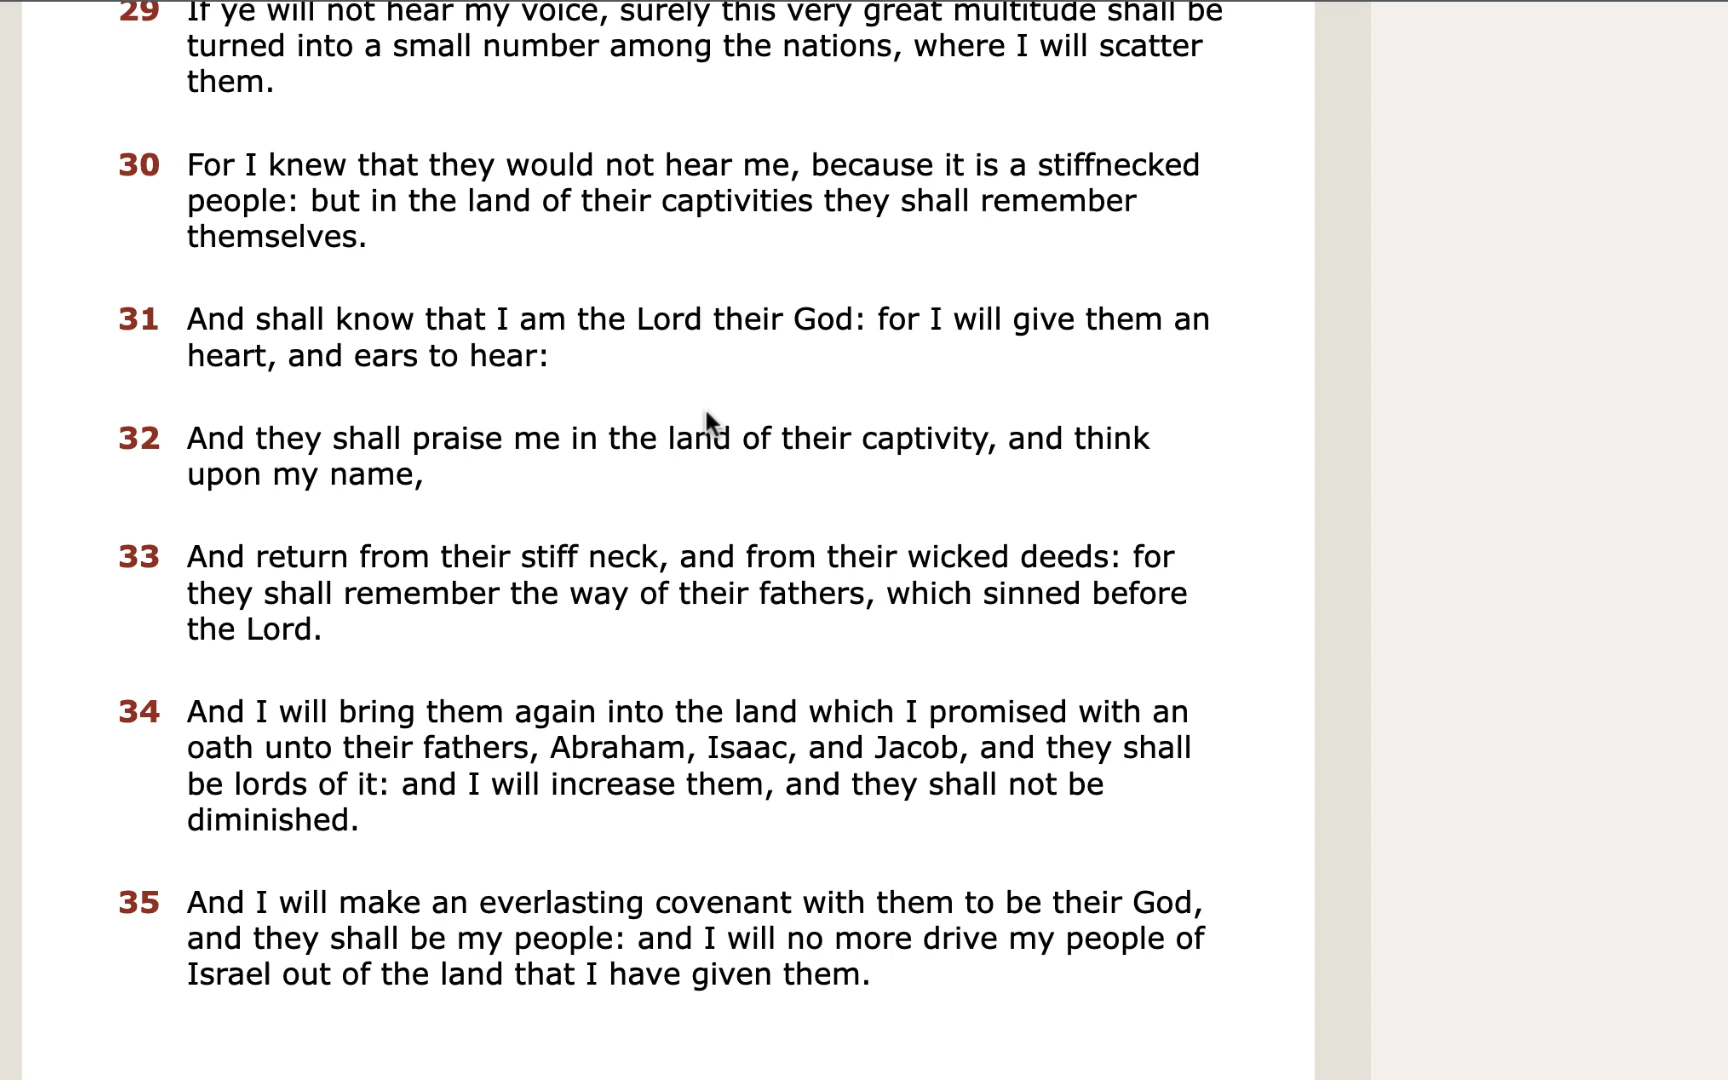 29 If ye will not hear my voice, surely this very great multitude shall be
turned into a small number among the nations, where I will scatter
them.
30 For I knew that they would not hear me, because it is a stiffnecked
people: but in the land of their captivities they shall remember
themselves.
31 And shall know that I am the Lord their God: for I will give them an
heart, and ears to hear:
32 And they shall praise me in the land of their captivity, and think
upon my name,
33 And return from their stiff neck, and from their wicked deeds: for
they shall remember the way of their fathers, which sinned before
the Lord.
34 And I will bring them again into the land which I promised with an
oath unto their fathers, Abraham, Isaac, and Jacob, and they shall
be lords of it: and I will increase them, and they shall not be
diminished.
35 And I will make an everlasting covenant with them to be their God,
and they shall be my people: and I will no more drive my people of
Israel out of the land that I have given them.